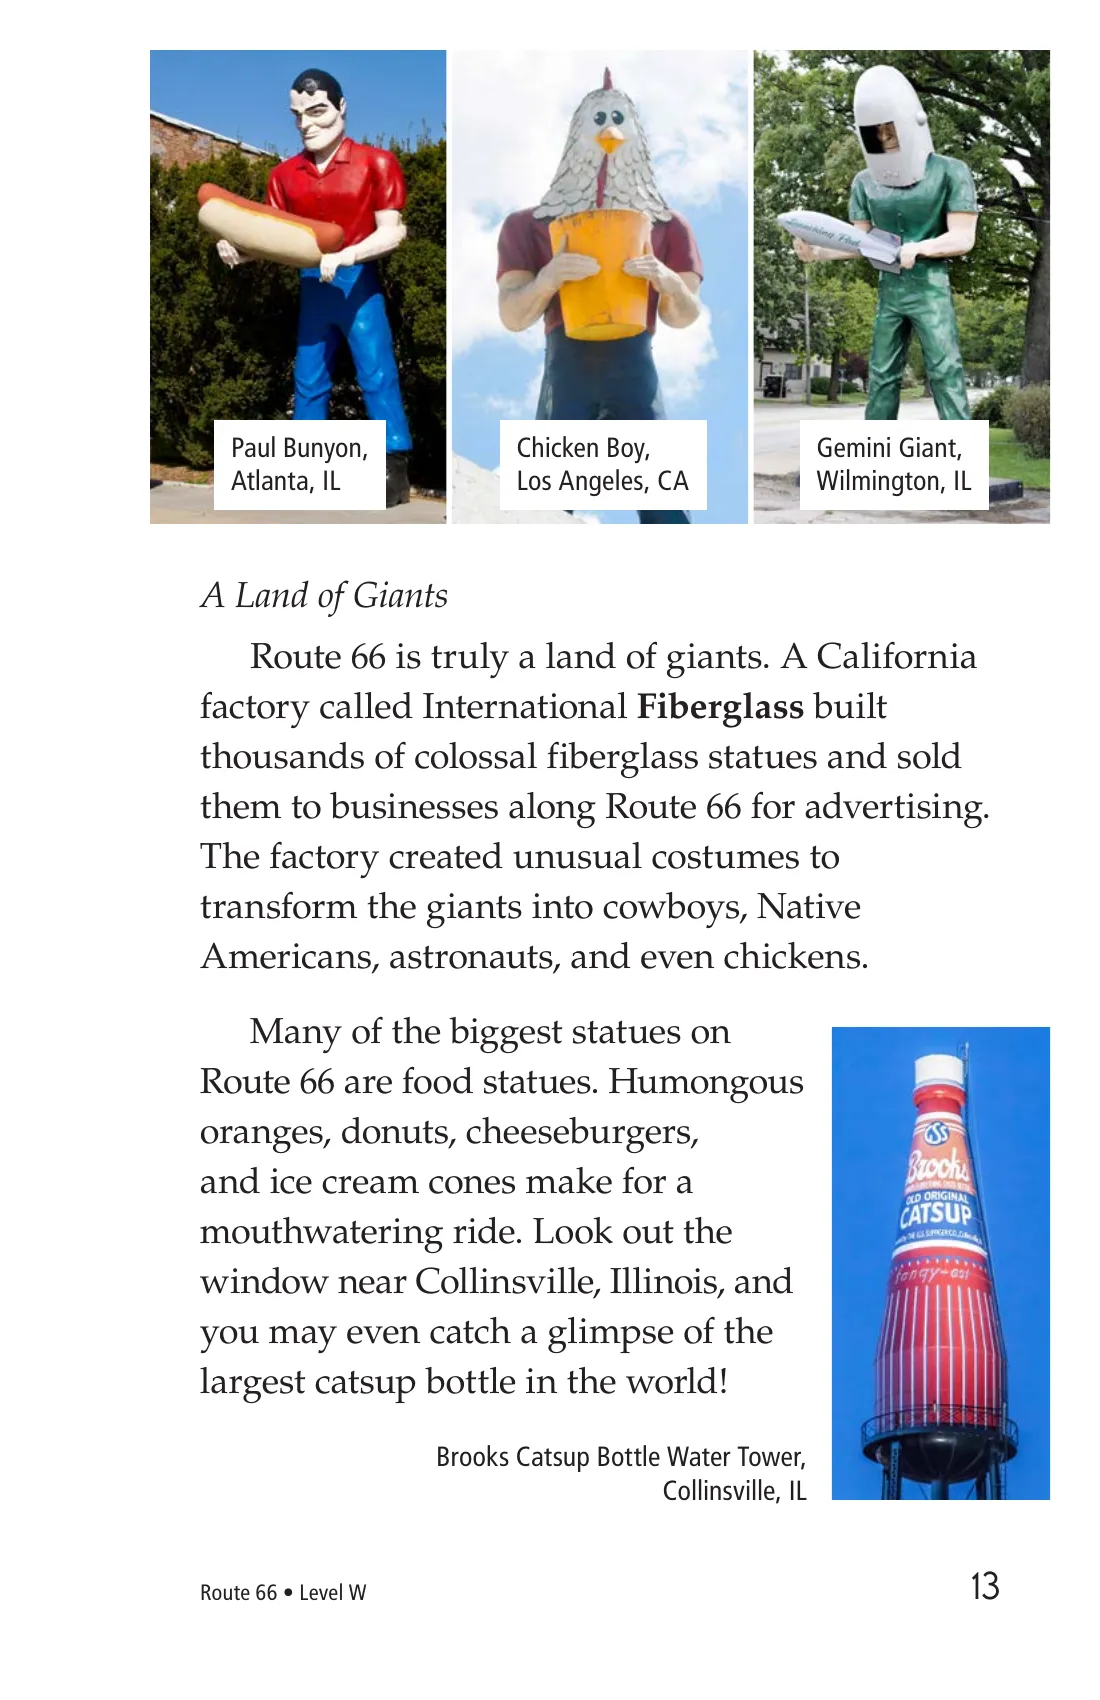 Launching Pad
Paul Bunyon,
Atlanta, IL
Chicken Boy,
Los Angeles, CA
Gemini Giant,
Wilmington, IL
A Land of Giants
Route 66 is truly a land of giants. A California
factory called International Fiberglass built
thousands of colossal fiberglass statues and sold
them to businesses along Route 66 for advertising.
The factory created unusual costumes to
transform the giants into cowboys, Native
Americans, astronauts, and even chickens.
Many of the biggest statues on
Route 66 are food statues. Humongous
oranges, donuts, cheeseburgers,
and ice cream cones make for a
mouthwatering ride. Look out the
window near Collinsville, Illinois, and
you may even catch a glimpse of the
largest catsup bottle in the world!
Brooks
OLD ORIGINAL
CATSUP
Brooks Catsup Bottle Water Tower,
Collinsville, IL
Route 66 • Level W
13